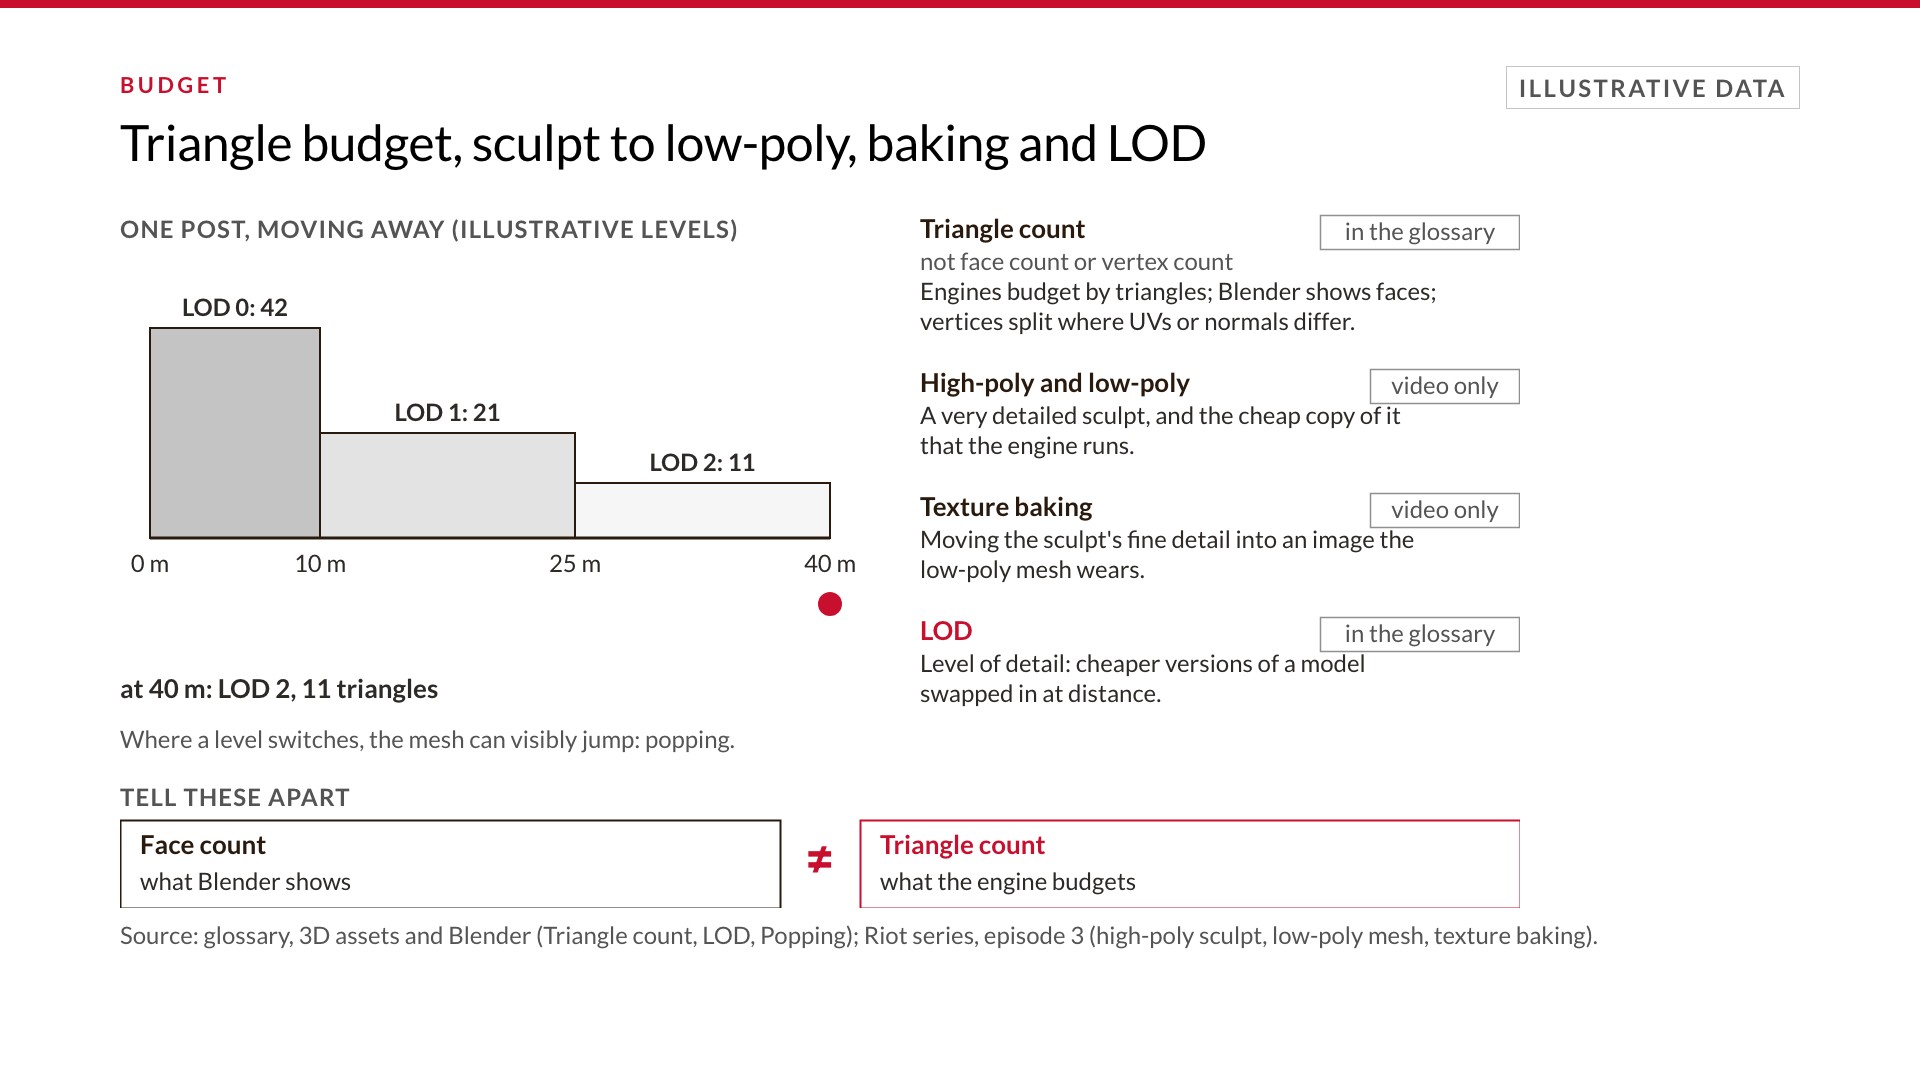 BUDGET
ILLUSTRATIVE DATA
Triangle budget, sculpt to low-poly, baking and LOD
ONE POST, MOVING AWAY (ILLUSTRATIVE LEVELS)
LOD 0: 42
LOD 1: 21
LOD 2: 11
0 m
10 m
25 m
40 m
at 40 m: LOD 2, 11 triangles
Where a level switches, the mesh can visibly jump: popping.
Triangle count
in the glossary
not face count or vertex count
Engines budget by triangles; Blender shows faces;
vertices split where UVs or normals differ.
High-poly and low-poly
video only
A very detailed sculpt, and the cheap copy of it
that the engine runs.
Texture baking
video only
Moving the sculpt's fine detail into an image the
low-poly mesh wears.
LOD
in the glossary
Level of detail: cheaper versions of a model
swapped in at distance.
TELL THESE APART
Face count
what Blender shows
≠
Triangle count
what the engine budgets
Source: glossary, 3D assets and Blender (Triangle count, LOD, Popping); Riot series, episode 3 (high-poly sculpt, low-poly mesh, texture baking).